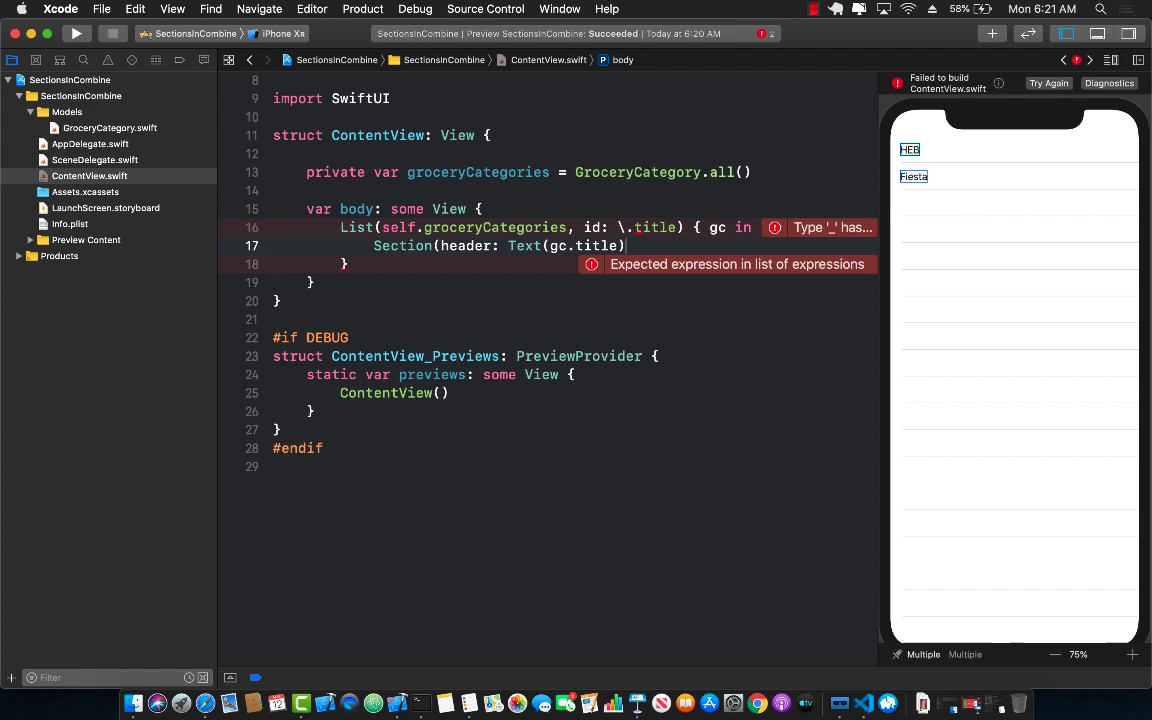 Xcode File Edit View Find Navigate Editor Product Debug Source Control Window Help 58% Mon 6:21 AM
SectionsInCombine iPhone XR SectionsInCombine | Preview SectionsInCombine: Succeeded | Today at 6:20 AM 2
SectionsInCombine SectionsInCombine ContentView.swift P body
SectionsInCombine
SectionsInCombine
Models
GroceryCategory.swift
AppDelegate.swift
SceneDelegate.swift
ContentView.swift
Assets.xcassets
LaunchScreen.storyboard
Info.plist
Preview Content
Products
Filter
8
9 import SwiftUI
10
11 struct ContentView: View {
12
13 private var groceryCategories = GroceryCategory.all()
14
15 var body: some View {
16 List(self.groceryCategories, id: \.title) { gc in Type '_' has...
17 Section(header: Text(gc.title)
18 } Expected expression in list of expressions
19 }
20 }
21
22 #if DEBUG
23 struct ContentView_Previews: PreviewProvider {
24 static var previews: some View {
25 ContentView()
26 }
27 }
28 #endif
29
Failed to build
ContentView.swift
Try Again Diagnostics
HEB
Fiesta
Multiple Multiple 75%